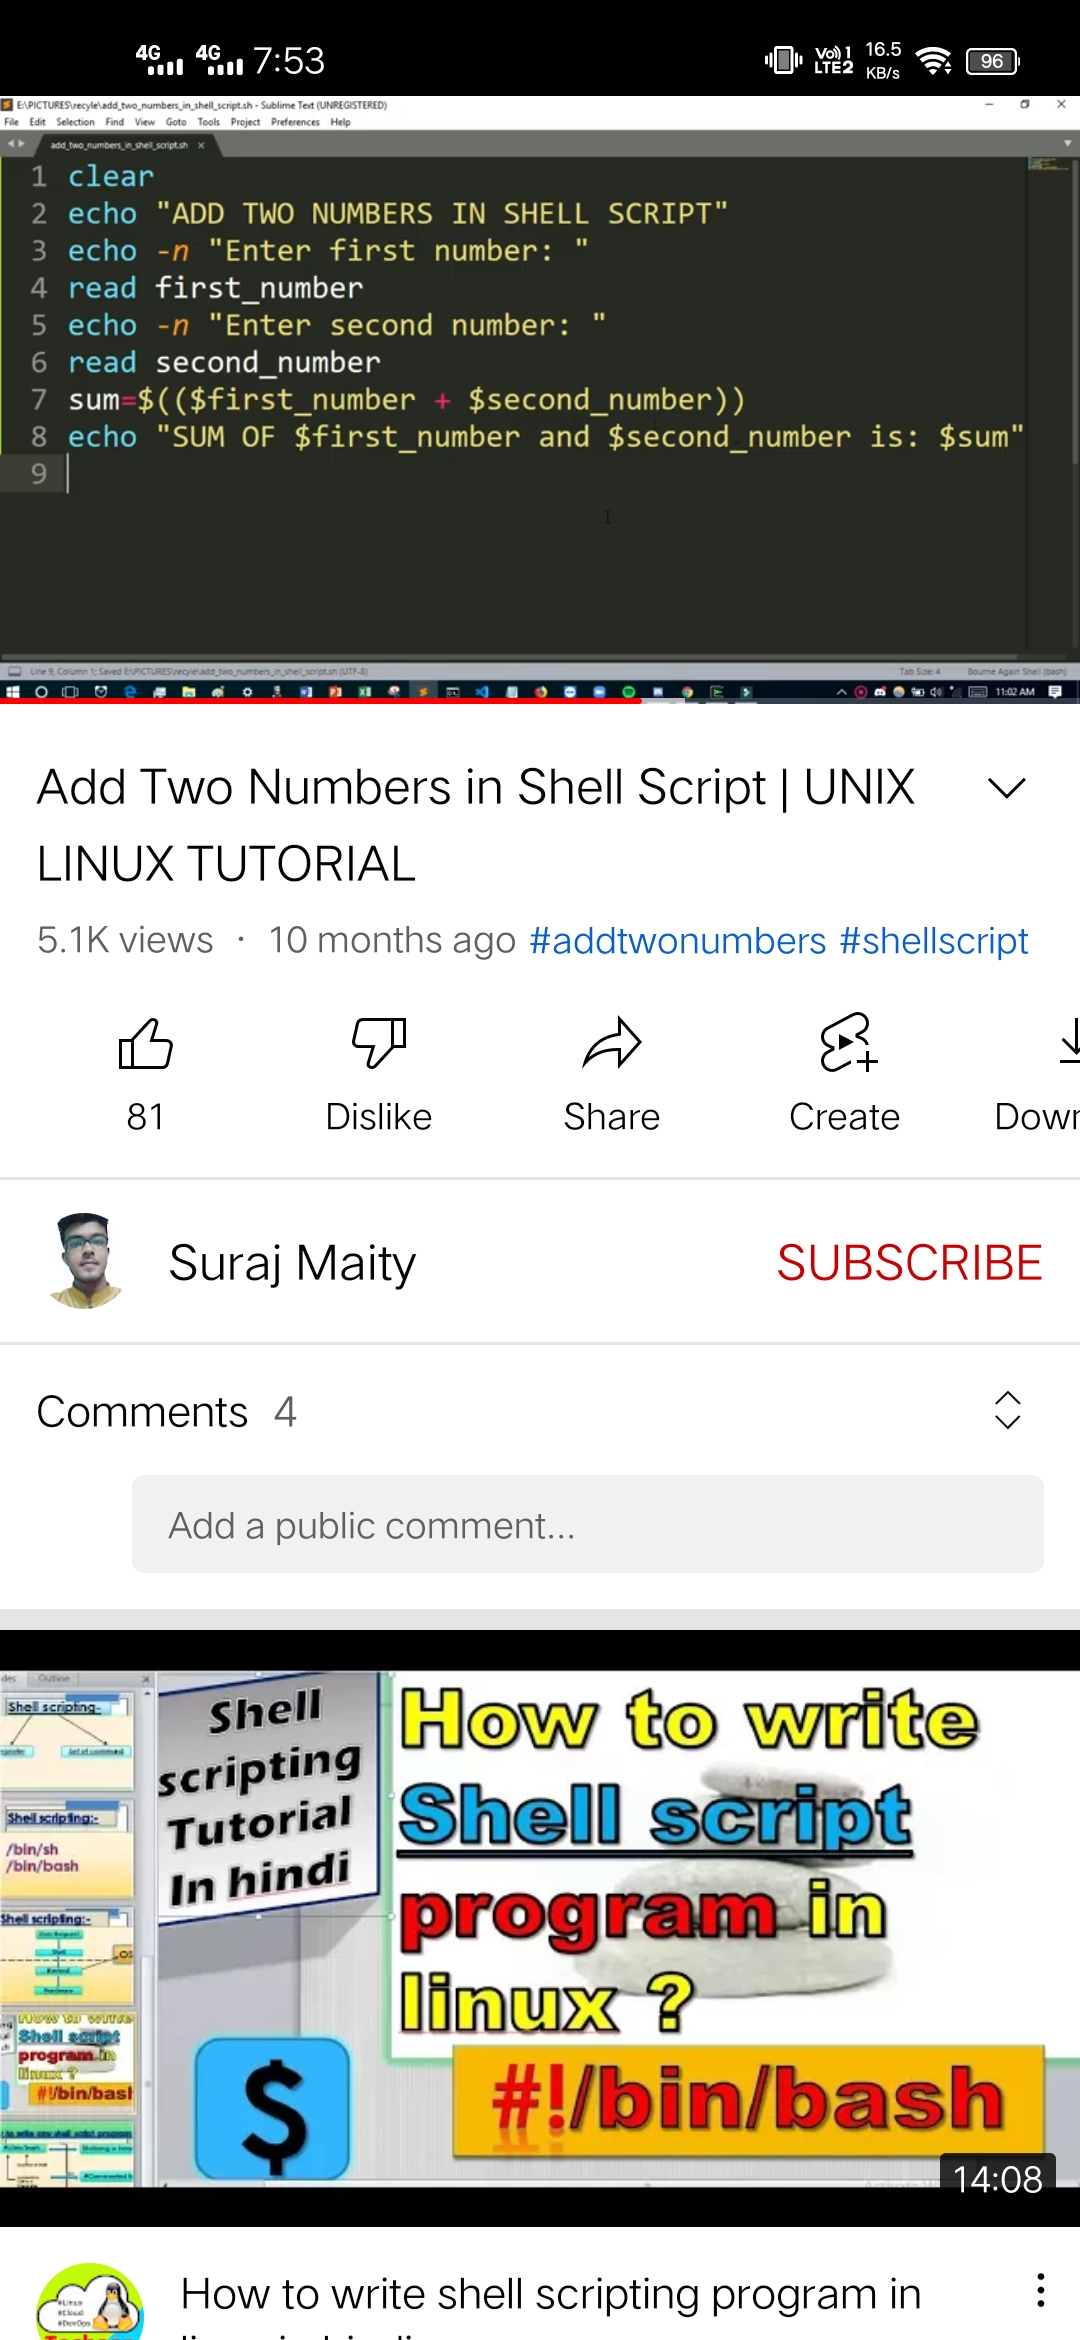 4G 4G 7:53 Vo) 1 LTE2 16.5 KB/s 96
E:\PICTURES\recyle\add_two_numbers_in_shell_script.sh - Sublime Text (UNREGISTERED)
File Edit Selection Find View Goto Tools Project Preferences Help
add_two_numbers_in_shell_script.sh
1 clear
2 echo "ADD TWO NUMBERS IN SHELL SCRIPT"
3 echo -n "Enter first number: "
4 read first_number
5 echo -n "Enter second number: "
6 read second_number
7 sum=$(($first_number + $second_number))
8 echo "SUM OF $first_number and $second_number is: $sum"
9
Line 9, Column 1; Saved E:\PICTURES\recyle\add_two_numbers_in_shell_script.sh (UTF-8) Tab Size: 4 Bourne Again Shell (bash)
11:02 AM
Add Two Numbers in Shell Script | UNIX
LINUX TUTORIAL
5.1K views · 10 months ago #addtwonumbers #shellscript
81 Dislike Share Create Down
Suraj Maity SUBSCRIBE
Comments 4
Add a public comment...
Outline
Shell scripting-
Shell scripting:-
/bin/sh
/bin/bash
Shell scripting:-
Shell script
program in
linux ?
#!/bin/bash
Shell
scripting
Tutorial
In hindi
$
How to write
Shell script
program in
linux ?
#!/bin/bash
14:08
#Linux
#Cloud
#DevOps
How to write shell scripting program in